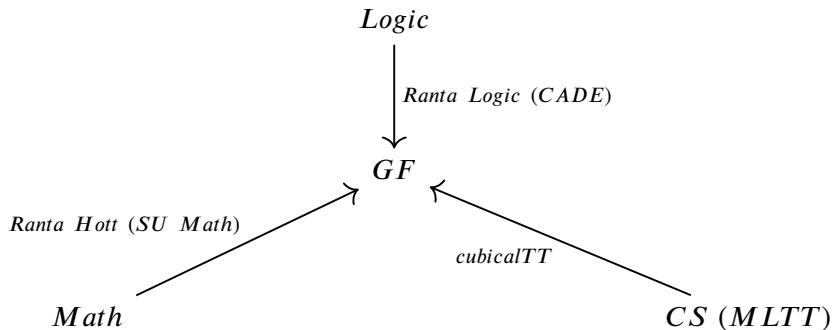 Logic
Ranta Logic (CADE)
GF
Ranta Hott (SU Math)
cubicalTT
Math
CS (MLTT)